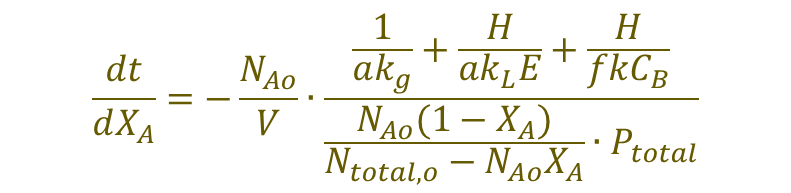 dt/dX_A = − N_Ao/V · (1/(ak_g) + H/(ak_L E) + H/(fkC_B)) / ((N_Ao(1 − X_A))/(N_total,o − N_Ao X_A) · P_total)